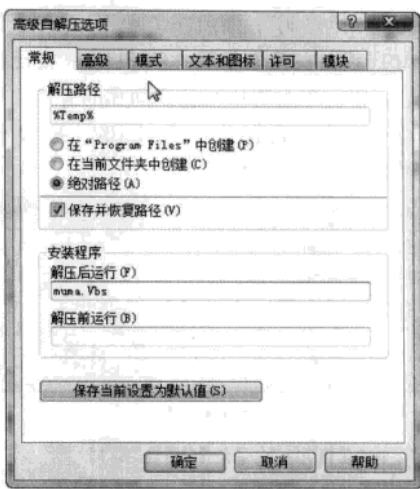 高级自解压选项
常规 高级 模式 文本和图标 许可 模块
解压路径
%Temp%
在“Program Files”中创建(P)
在当前文件夹中创建(C)
绝对路径(A)
保存并恢复路径(V)
安装程序
解压后运行(F)
muma.Vbs
解压前运行(B)
保存当前设置为默认值(S)
确定 取消 帮助